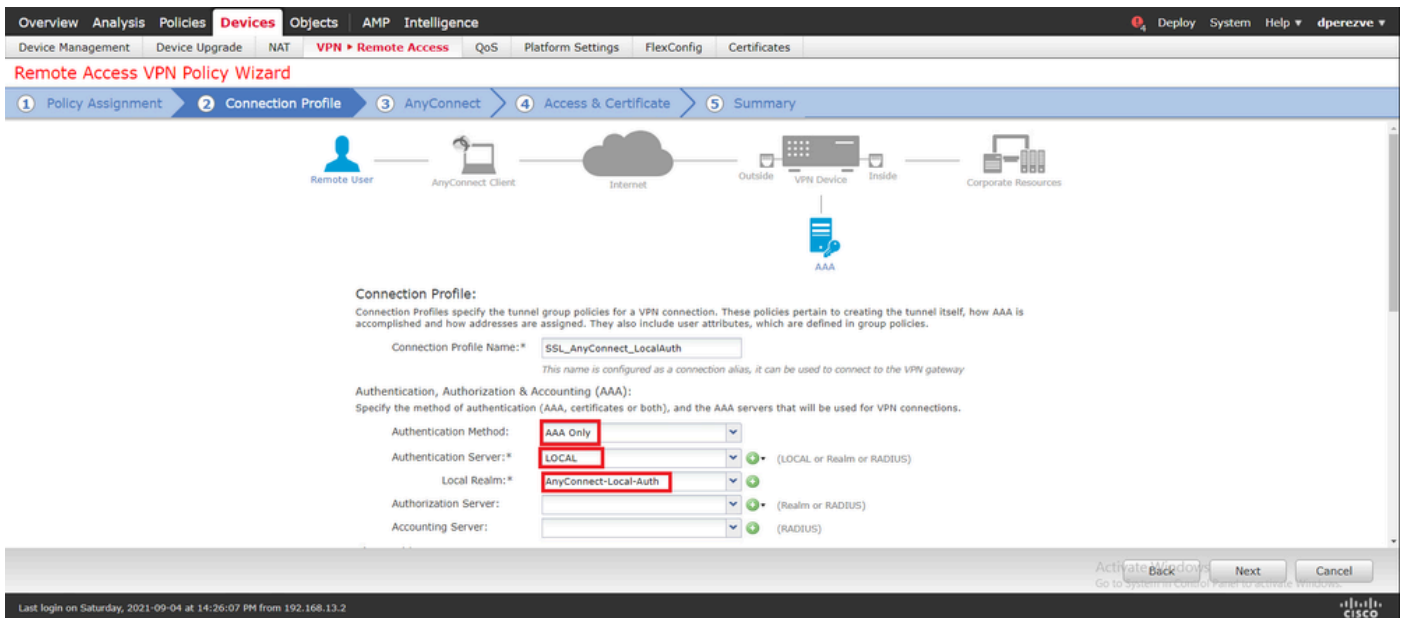 Overview Analysis Policies Devices Objects AMP Intelligence 4 Deploy System Help dperezve
Device Management Device Upgrade NAT VPN ▸ Remote Access QoS Platform Settings FlexConfig Certificates
Remote Access VPN Policy Wizard
1 Policy Assignment 2 Connection Profile 3 AnyConnect 4 Access & Certificate 5 Summary
Remote User AnyConnect Client Internet Outside VPN Device Inside Corporate Resources
AAA
Connection Profile:
Connection Profiles specify the tunnel group policies for a VPN connection. These policies pertain to creating the tunnel itself, how AAA is
accomplished and how addresses are assigned. They also include user attributes, which are defined in group policies.
Connection Profile Name:* SSL_AnyConnect_LocalAuth
This name is configured as a connection alias, it can be used to connect to the VPN gateway
Authentication, Authorization & Accounting (AAA):
Specify the method of authentication (AAA, certificates or both), and the AAA servers that will be used for VPN connections.
Authentication Method: AAA Only
Authentication Server:* LOCAL (LOCAL or Realm or RADIUS)
Local Realm:* AnyConnect-Local-Auth
Authorization Server: (Realm or RADIUS)
Accounting Server: (RADIUS)
Activate Windows
Back Next Cancel
Go to System in Control Panel to activate Windows.
Last login on Saturday, 2021-09-04 at 14:26:07 PM from 192.168.13.2
CISCO